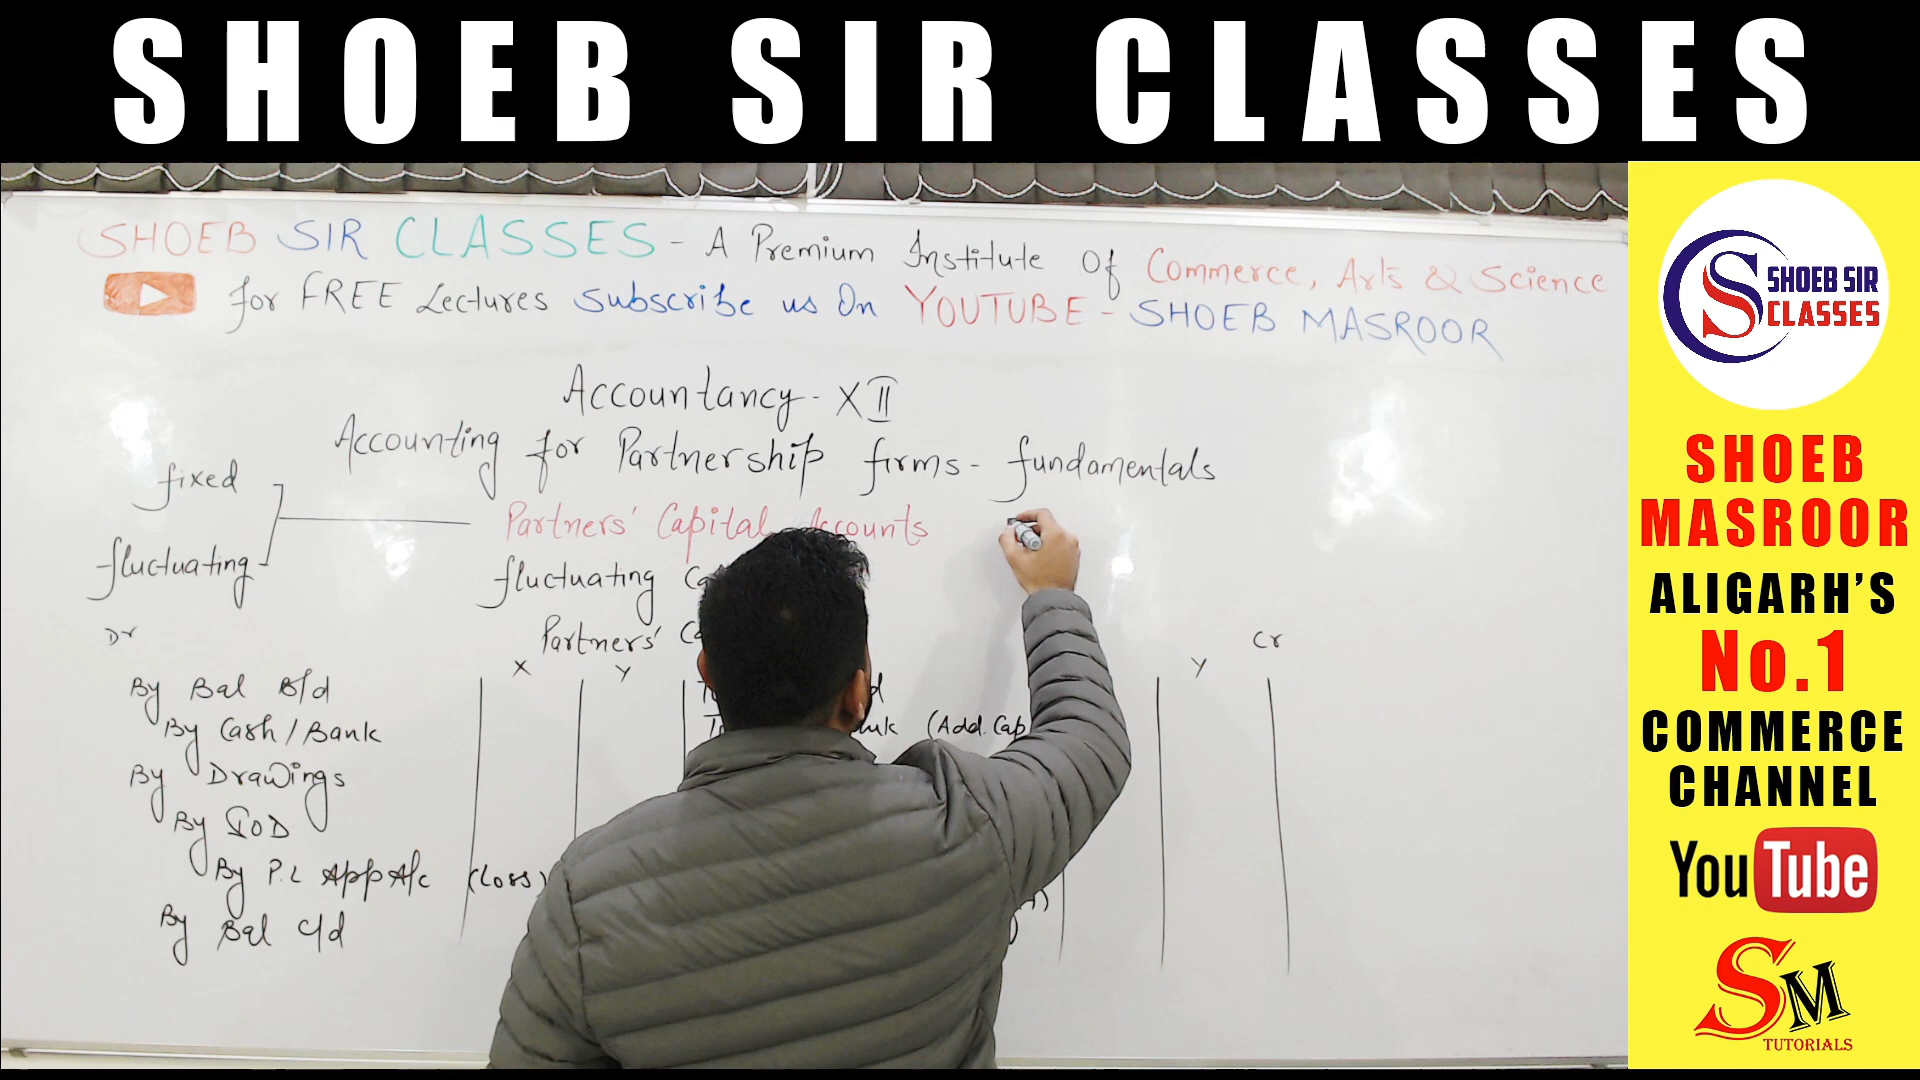 SHOEB SIR CLASSES
SHOEB SIR CLASSES - A Premium Institute Of Commerce, Arts & Science
for FREE Lectures Subscribe us On YOUTUBE - SHOEB MASROOR
Accountancy - XII
Accounting for Partnership firms - fundamentals
fixed
fluctuating
Partners' Capital Accounts
fluctuating
Partners'
Dr
Cr
X Y
Y
By Bal B/d
By Cash / Bank
(Add. Cap
By Drawings
By IOD
By P.L App A/c (Loss)
By Bal c/d
SHOEB SIR
CLASSES
SHOEB
MASROOR
ALIGARH'S
No.1
COMMERCE
CHANNEL
YouTube
SM
TUTORIALS